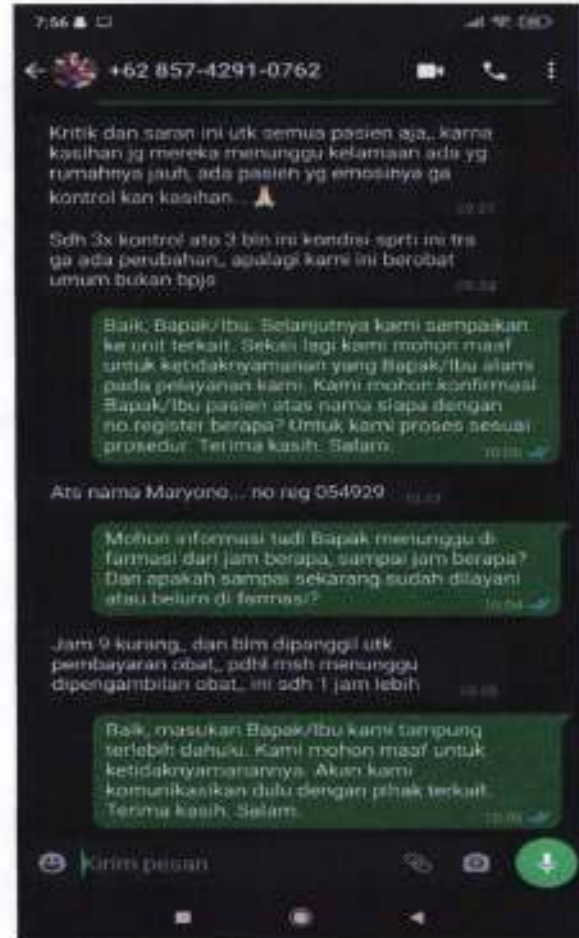 7:56
+62 857-4291-0762
Kritik dan saran ini utk semua pasien aja,, karna
kasihan jg mereka menunggu kelamaan ada yg
rumahnya jauh, ada pasien yg emosinya ga
kontrol kan kasihan...
Sdh 3x kontrol ato 3 bln ini kondisi sprti ini trs
ga ada perubahan,, apalagi kami ini berobat
umum bukan bpjs
Baik, Bapak/Ibu. Selanjutnya kami sampaikan
ke unit terkait. Sekali lagi kami mohon maaf
untuk ketidaknyamanan yang Bapak/Ibu alami
pada pelayanan kami. Kami mohon konfirmasi
Bapak/Ibu pasien atas nama siapa dengan
no.register berapa? Untuk kami proses sesuai
prosedur. Terima kasih. Salam.
Ats nama Maryono... no reg 054929
Mohon informasi tadi Bapak menunggu di
farmasi dari jam berapa, sampai jam berapa?
Dan apakah sampai sekarang sudah dilayani
atau belum di farmasi?
Jam 9 kurang,, dan blm dipanggil utk
pembayaran obat,, pdhl msh menunggu
dipengambilan obat,, ini sdh 1 jam lebih
Baik, masukan Bapak/Ibu kami tampung
terlebih dahulu. Kami mohon maaf untuk
ketidaknyamanannya. Akan kami
komunikasikan dulu dengan pihak terkait.
Terima kasih. Salam.
Kirim pesan